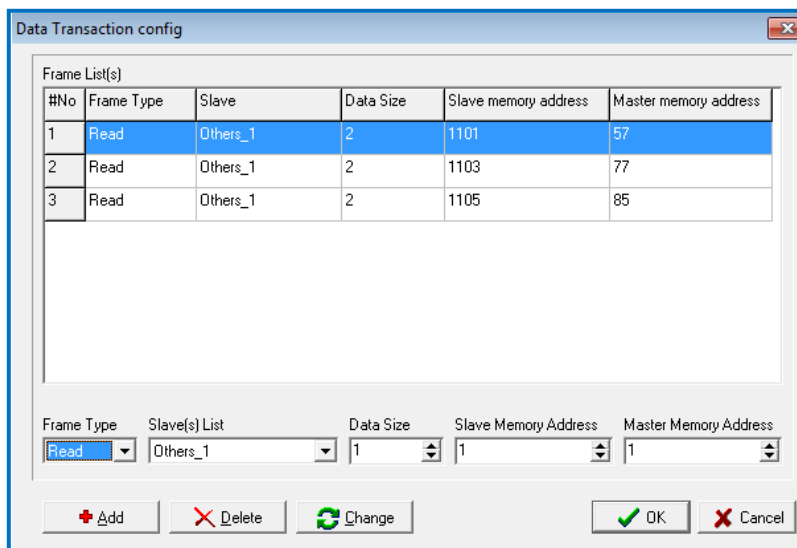 Data Transaction config
Frame List(s)
#No Frame Type Slave Data Size Slave memory address Master memory address
1 Read Others_1 2 1101 57
2 Read Others_1 2 1103 77
3 Read Others_1 2 1105 85
Frame Type Slave(s) List Data Size Slave Memory Address Master Memory Address
Read Others_1 1 1 1
Add Delete Change OK Cancel